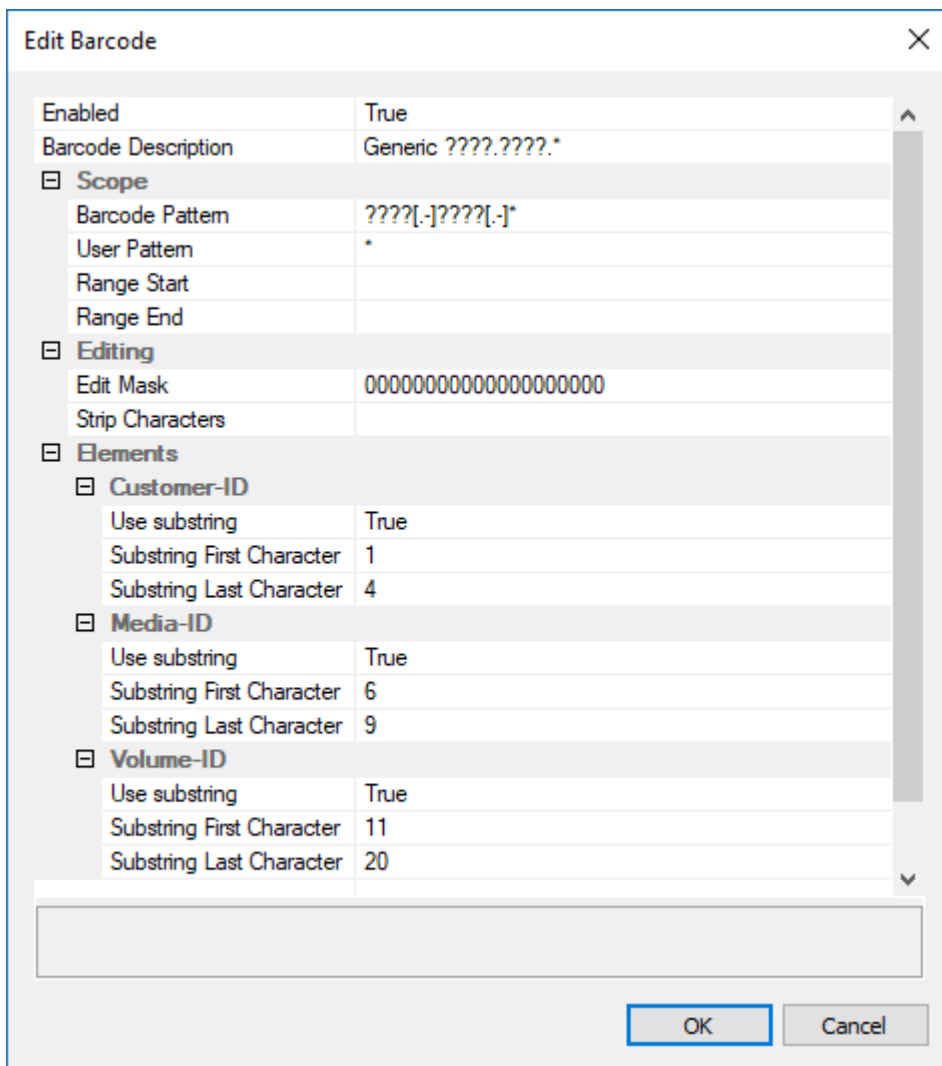 Edit Barcode
Enabled True
Barcode Description Generic ????.????.*
Scope
Barcode Pattern ????[.-]????[.-]*
User Pattern *
Range Start
Range End
Editing
Edit Mask 00000000000000000000
Strip Characters
Elements
Customer-ID
Use substring True
Substring First Character 1
Substring Last Character 4
Media-ID
Use substring True
Substring First Character 6
Substring Last Character 9
Volume-ID
Use substring True
Substring First Character 11
Substring Last Character 20
OK Cancel